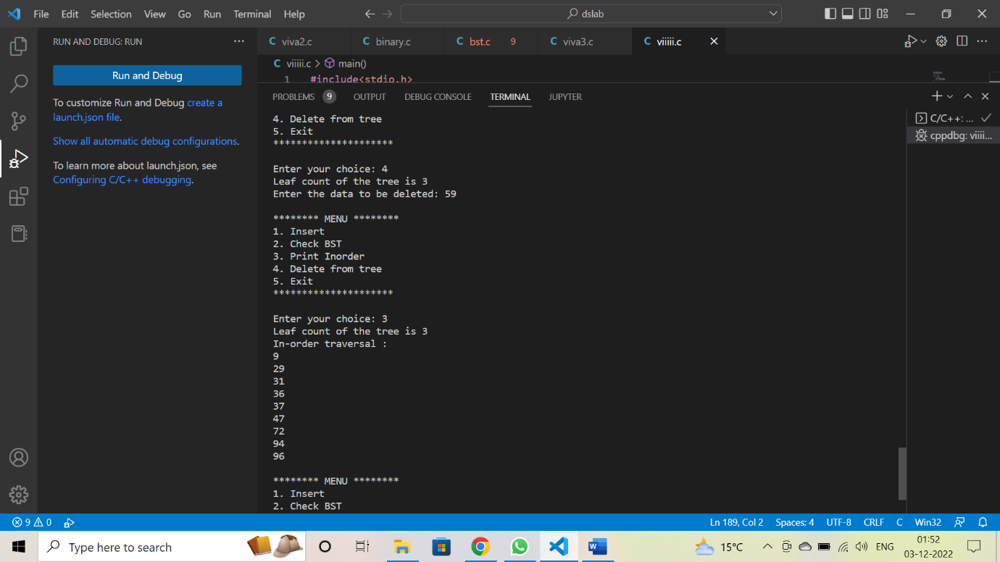 File Edit Selection View Go Run Terminal Help
dslab
RUN AND DEBUG: RUN
Run and Debug
To customize Run and Debug create a
launch.json file.
Show all automatic debug configurations.
To learn more about launch.json, see
Configuring C/C++ debugging.
C viva2.c C binary.c C bst.c 9 C viva3.c C viiiii.c
C viiiii.c > main()
1 #include<stdio.h>
PROBLEMS 9 OUTPUT DEBUG CONSOLE TERMINAL JUPYTER
C/C++: ...
cppdbg: viiii...
4. Delete from tree
5. Exit
*********************
Enter your choice: 4
Leaf count of the tree is 3
Enter the data to be deleted: 59
******** MENU ********
1. Insert
2. Check BST
3. Print Inorder
4. Delete from tree
5. Exit
*********************
Enter your choice: 3
Leaf count of the tree is 3
In-order traversal :
9
29
31
36
37
47
72
94
96
******** MENU ********
1. Insert
2. Check BST
9 0 Ln 189, Col 2 Spaces: 4 UTF-8 CRLF C Win32
Type here to search
W
15°C
ENG
01:52
03-12-2022